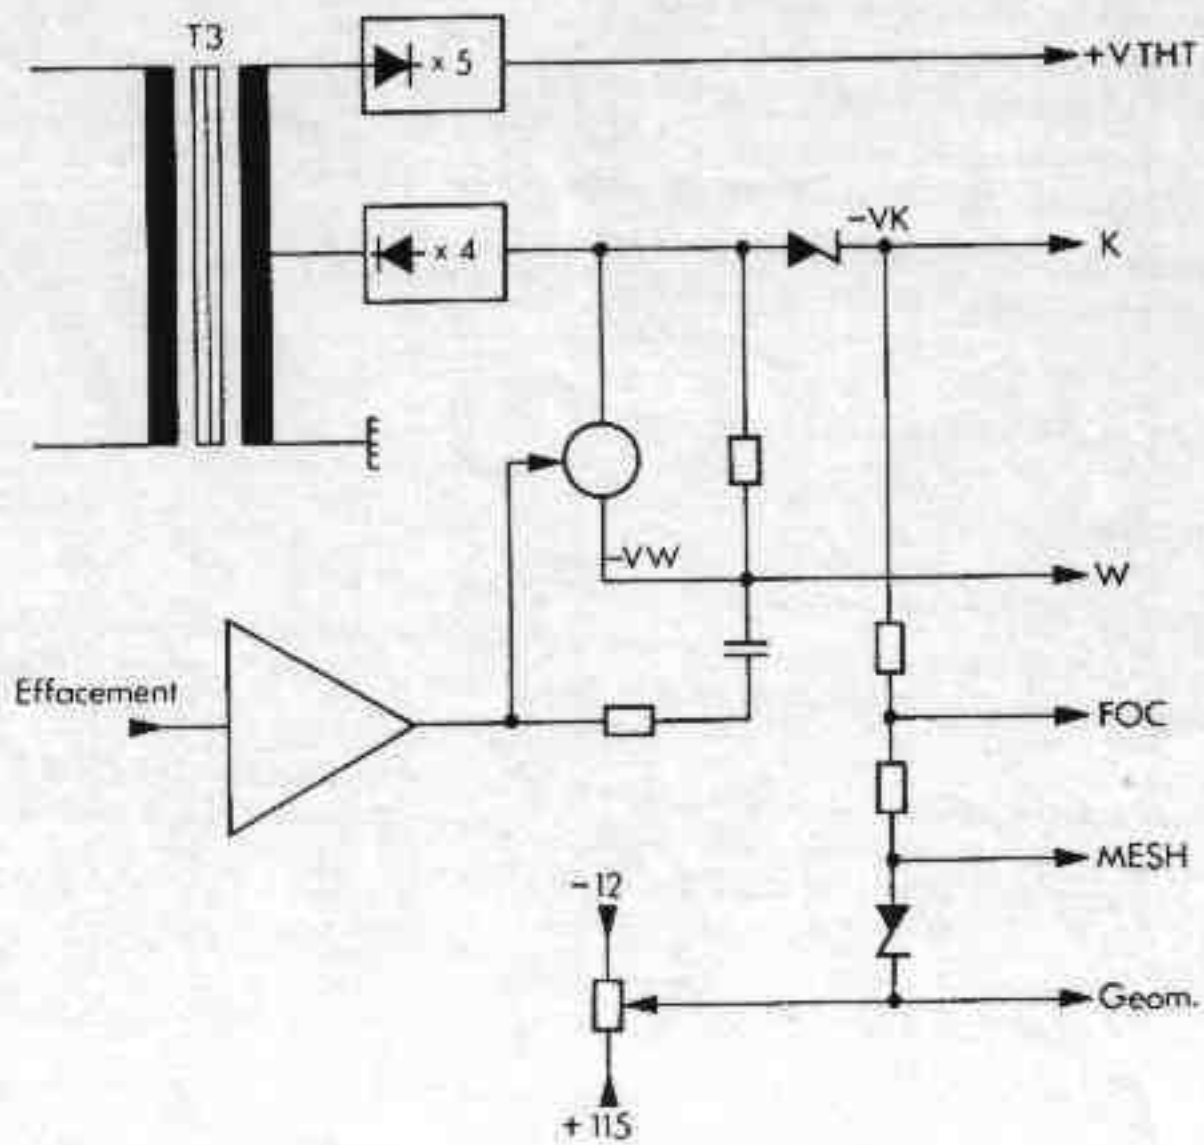 T3
x 5
+VTHT
x 4
-VK
K
-VW
W
Effacement
FOC
MESH
-12
Geom.
+115